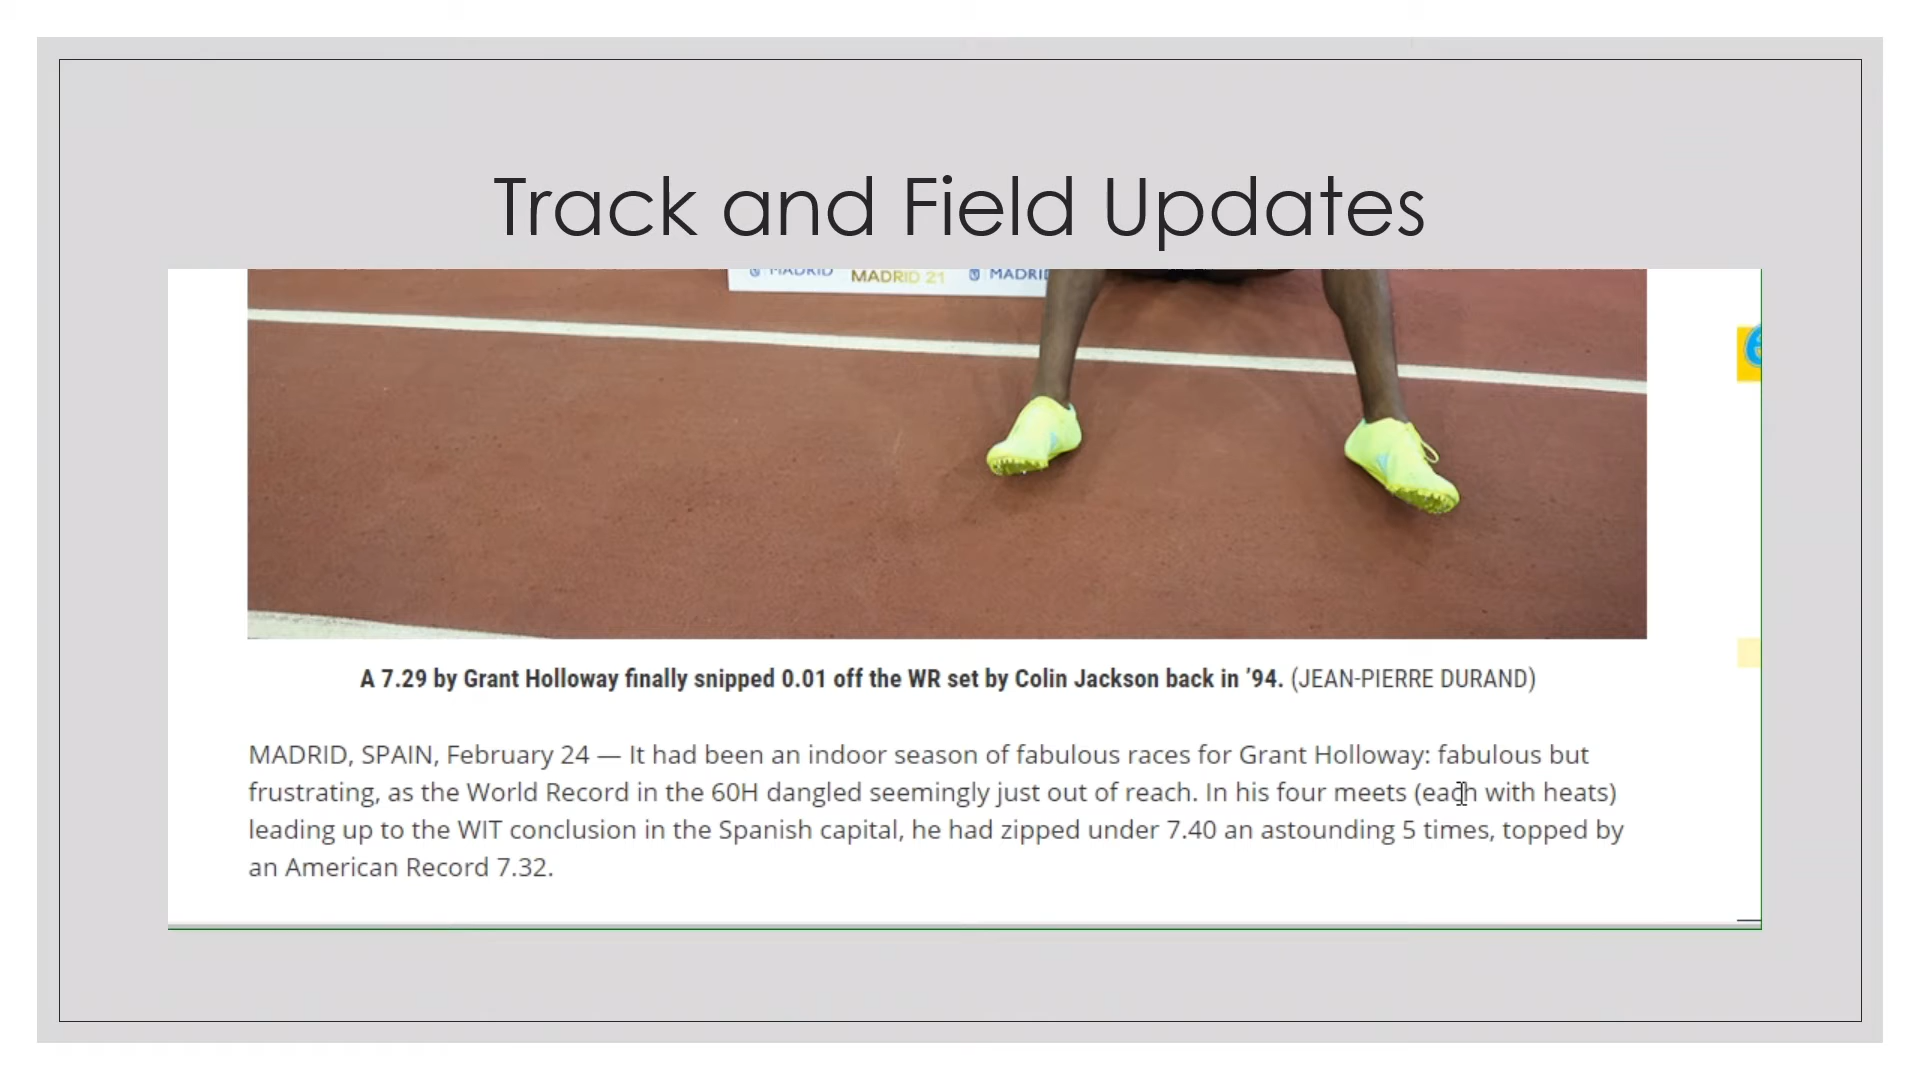 Track and Field Updates
MADRID MADRID 21 MADRID
A 7.29 by Grant Holloway finally snipped 0.01 off the WR set by Colin Jackson back in ’94. (JEAN-PIERRE DURAND)
MADRID, SPAIN, February 24 — It had been an indoor season of fabulous races for Grant Holloway: fabulous but
frustrating, as the World Record in the 60H dangled seemingly just out of reach. In his four meets (each with heats)
leading up to the WIT conclusion in the Spanish capital, he had zipped under 7.40 an astounding 5 times, topped by
an American Record 7.32.